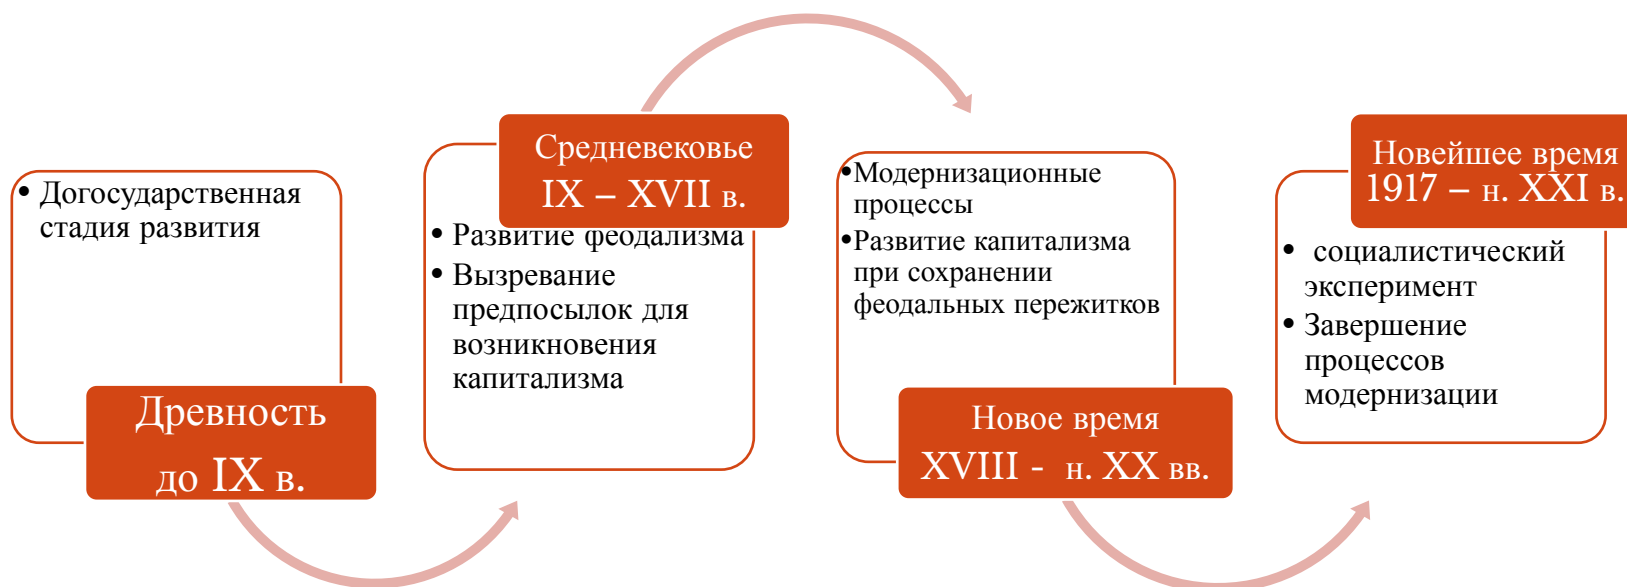 • Догосударственная
стадия развития
Древность
до IX в.
Средневековье
IX – XVII в.
• Развитие феодализма
• Вызревание
предпосылок для
возникновения
капитализма
•Модернизационные
процессы
•Развитие капитализма
при сохранении
феодальных пережитков
Новое время
XVIII - н. XX вв.
Новейшее время
1917 – н. XXI в.
• социалистический
эксперимент
• Завершение
процессов
модернизации